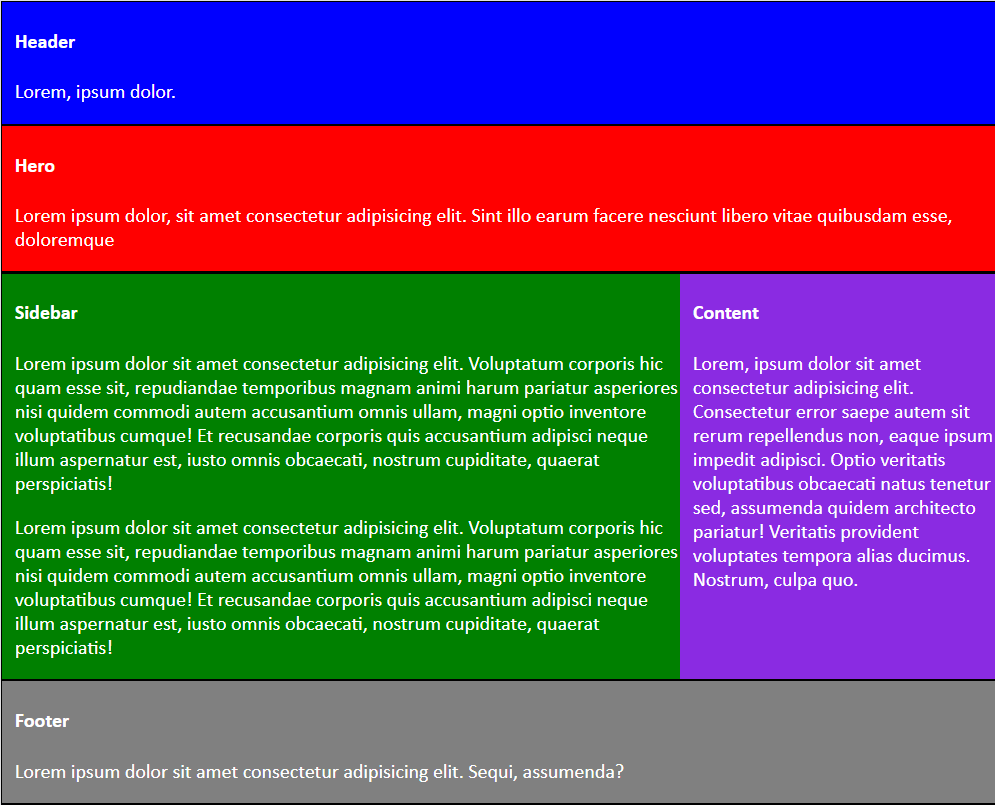 Header
Lorem, ipsum dolor.
Hero
Lorem ipsum dolor, sit amet consectetur adipisicing elit. Sint illo earum facere nesciunt libero vitae quibusdam esse,
doloremque
Sidebar
Lorem ipsum dolor sit amet consectetur adipisicing elit. Voluptatum corporis hic
quam esse sit, repudiandae temporibus magnam animi harum pariatur asperiores
nisi quidem commodi autem accusantium omnis ullam, magni optio inventore
voluptatibus cumque! Et recusandae corporis quis accusantium adipisci neque
illum aspernatur est, iusto omnis obcaecati, nostrum cupiditate, quaerat
perspiciatis!
Lorem ipsum dolor sit amet consectetur adipisicing elit. Voluptatum corporis hic
quam esse sit, repudiandae temporibus magnam animi harum pariatur asperiores
nisi quidem commodi autem accusantium omnis ullam, magni optio inventore
voluptatibus cumque! Et recusandae corporis quis accusantium adipisci neque
illum aspernatur est, iusto omnis obcaecati, nostrum cupiditate, quaerat
perspiciatis!
Content
Lorem, ipsum dolor sit amet
consectetur adipisicing elit.
Consectetur error saepe autem sit
rerum repellendus non, eaque ipsum
impedit adipisci. Optio veritatis
voluptatibus obcaecati natus tenetur
sed, assumenda quidem architecto
pariatur! Veritatis provident
voluptates tempora alias ducimus.
Nostrum, culpa quo.
Footer
Lorem ipsum dolor sit amet consectetur adipisicing elit. Sequi, assumenda?